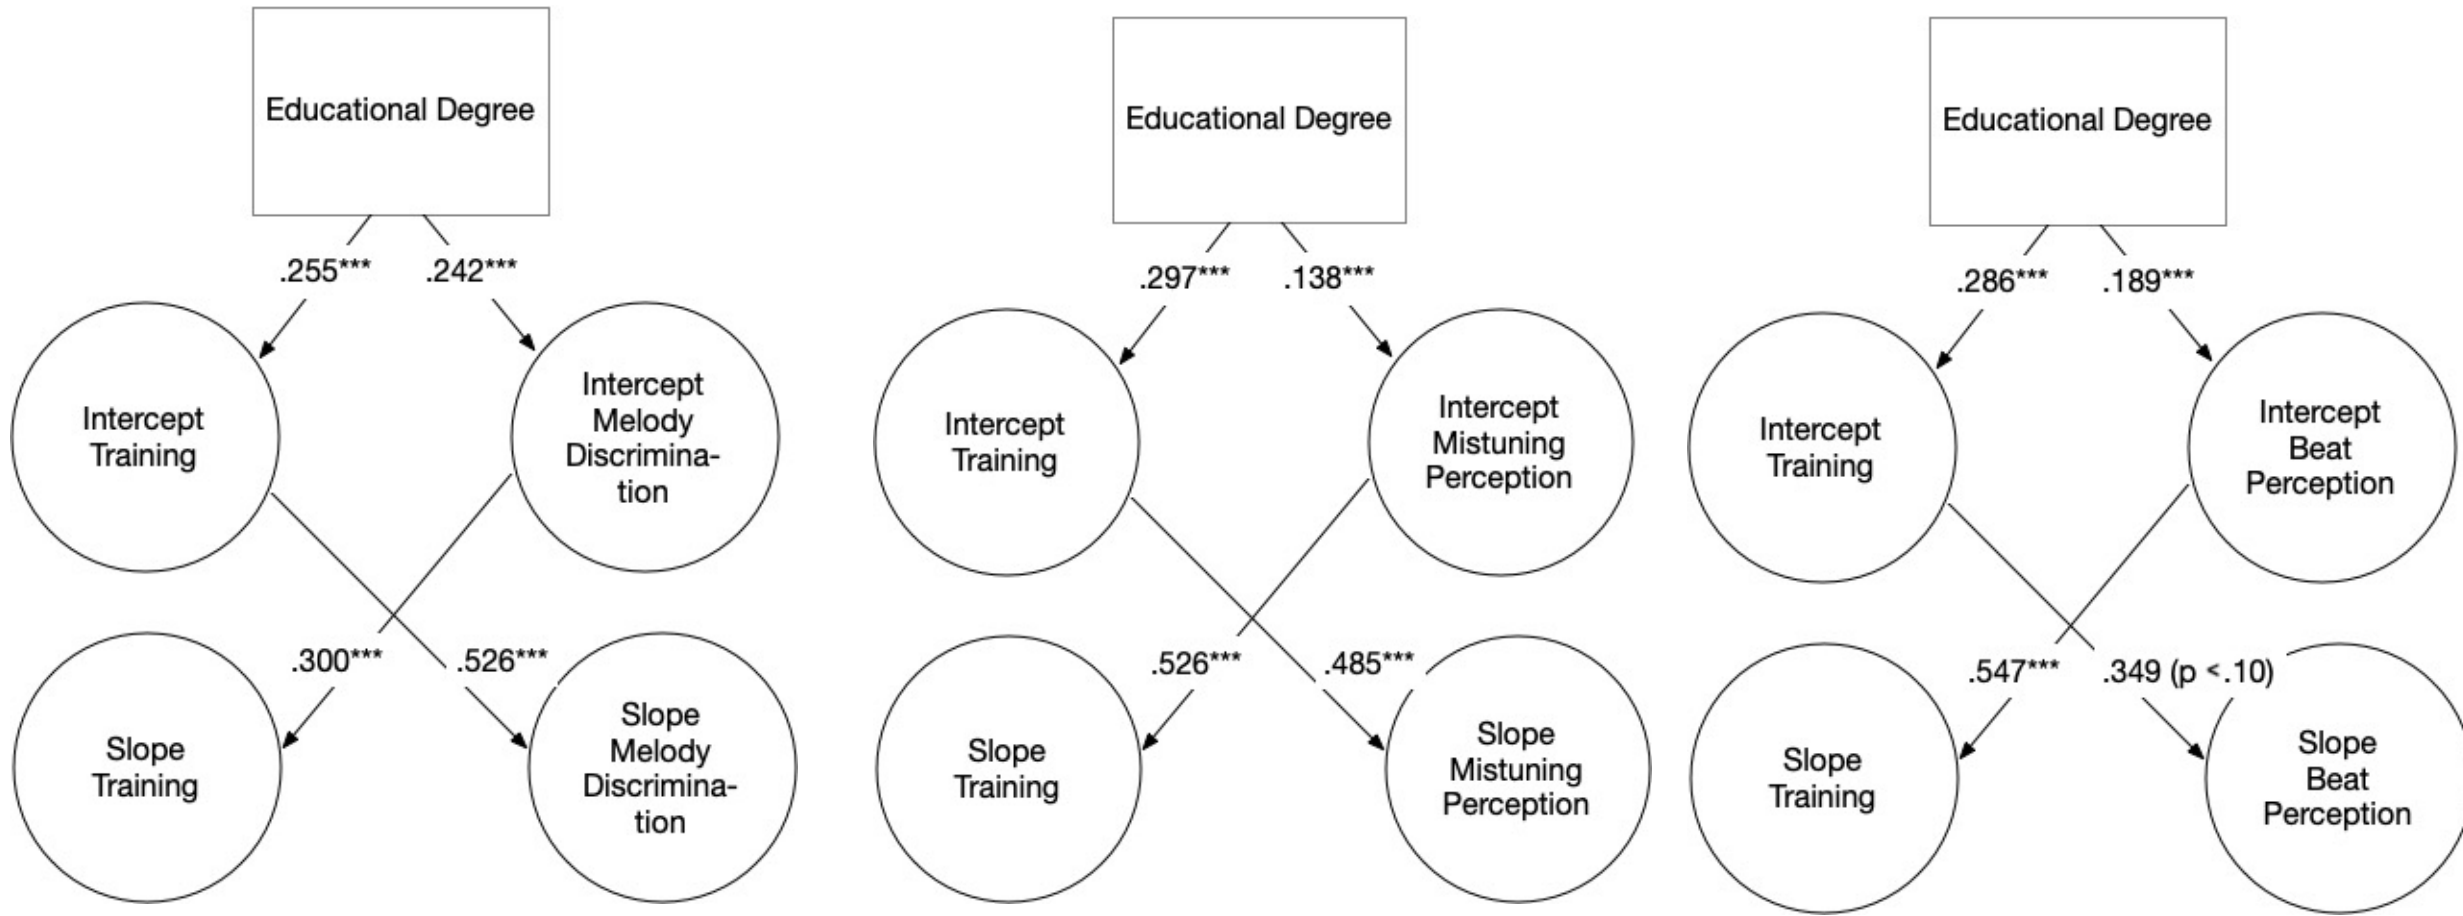 Educational Degree
.255***
.242***
Intercept
Training
Intercept
Melody
Discrimina-
tion
.300***
.526***
Slope
Training
Slope
Melody
Discrimina-
tion
Educational Degree
.297***
.138***
Intercept
Training
Intercept
Mistuning
Perception
.526***
.485***
Slope
Training
Slope
Mistuning
Perception
Educational Degree
.286***
.189***
Intercept
Training
Intercept
Beat
Perception
.547***
.349 (p <.10)
Slope
Training
Slope
Beat
Perception